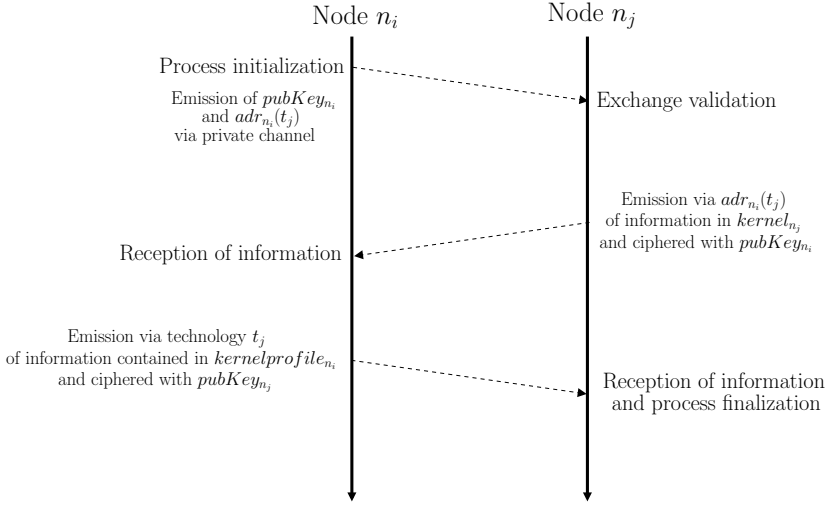 Node n_i
Node n_j
Process initialization
Emission of pubKey_{n_i}
and adr_{n_i}(t_j)
via private channel
Exchange validation
Emission via adr_{n_i}(t_j)
of information in kernel_{n_j}
and ciphered with pubKey_{n_i}
Reception of information
Emission via technology t_j
of information contained in kernelprofile_{n_i}
and ciphered with pubKey_{n_j}
Reception of information
and process finalization